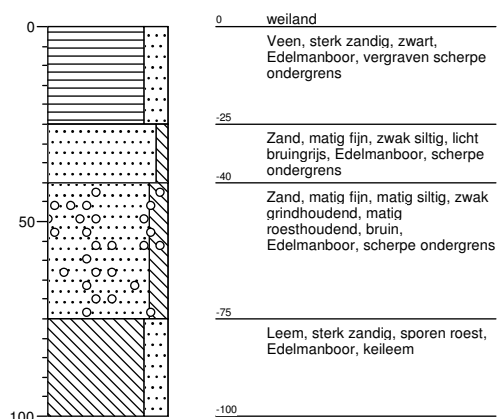 0
50
100
0 weiland
Veen, sterk zandig, zwart,
Edelmanboor, vergraven scherpe
ondergrens
-25
Zand, matig fijn, zwak siltig, licht
bruingrijs, Edelmanboor, scherpe
ondergrens
-40
Zand, matig fijn, matig siltig, zwak
grindhoudend, matig
roesthoudend, bruin,
Edelmanboor, scherpe ondergrens
-75
Leem, sterk zandig, sporen roest,
Edelmanboor, keileem
-100